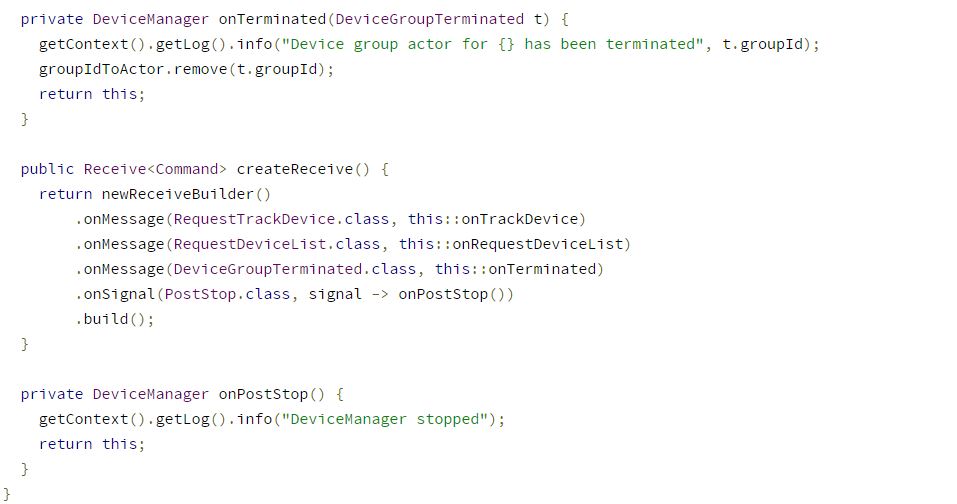 private DeviceManager onTerminated(DeviceGroupTerminated t) {
getContext().getLog().info("Device group actor for {} has been terminated", t.groupId);
groupIdToActor.remove(t.groupId);
return this;
}
public Receive<Command> createReceive() {
return newReceiveBuilder()
.onMessage(RequestTrackDevice.class, this::onTrackDevice)
.onMessage(RequestDeviceList.class, this::onRequestDeviceList)
.onMessage(DeviceGroupTerminated.class, this::onTerminated)
.onSignal(PostStop.class, signal -> onPostStop())
.build();
}
private DeviceManager onPostStop() {
getContext().getLog().info("DeviceManager stopped");
return this;
}
}